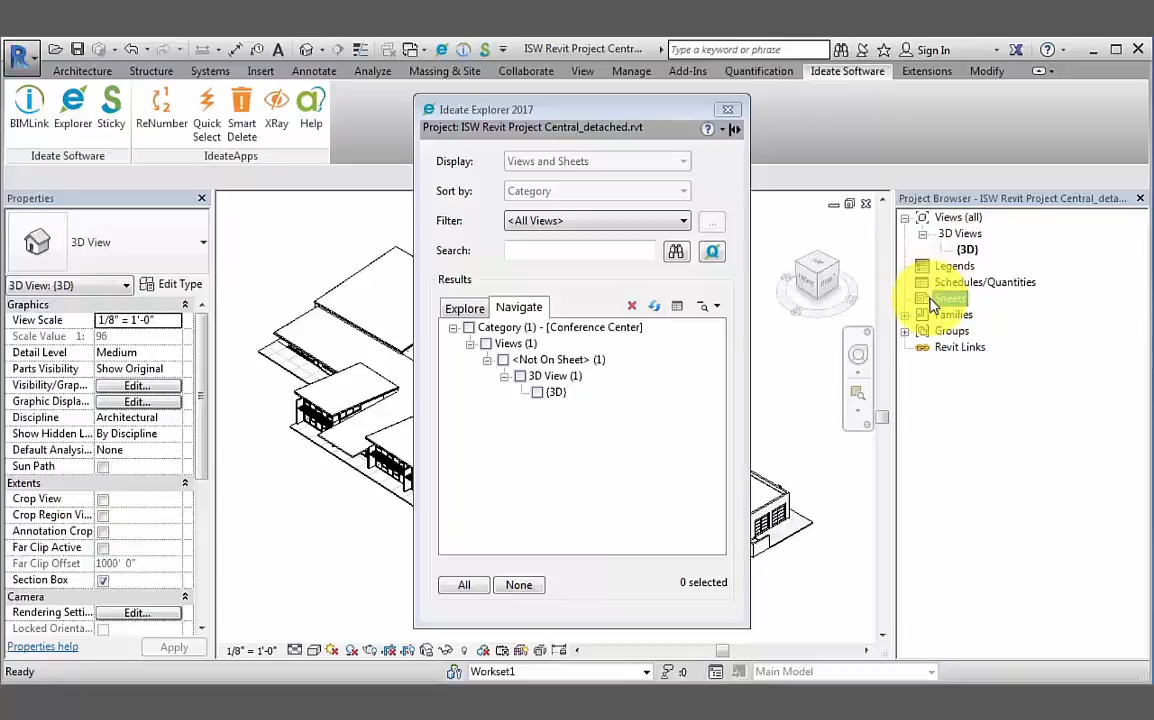 ISW Revit Project Centr...
Type a keyword or phrase
Sign In
Architecture Structure Systems Insert Annotate Analyze Massing & Site Collaborate View Manage Add-Ins Quantification Ideate Software Extensions Modify
BIMLink Explorer Sticky ReNumber Quick Select Smart Delete XRay Help
Ideate Software IdeateApps
Ideate Explorer 2017
Project: ISW Revit Project Central_detached.rvt
Display: Views and Sheets
Sort by: Category
Filter: <All Views>
...
Search:
Results
Explore Navigate
Category (1) - [Conference Center]
Views (1)
<Not On Sheet> (1)
3D View (1)
{3D}
All None 0 selected
Properties
3D View
3D View: {3D} Edit Type
Graphics
View Scale 1/8" = 1'-0"
Scale Value 1: 96
Detail Level Medium
Parts Visibility Show Original
Visibility/Grap... Edit...
Graphic Displa... Edit...
Discipline Architectural
Show Hidden L... By Discipline
Default Analysi... None
Sun Path
Extents
Crop View
Crop Region Vi...
Annotation Crop
Far Clip Active
Far Clip Offset 1000' 0"
Section Box
Camera
Rendering Setti... Edit...
Locked Orienta...
Properties help Apply
Project Browser - ISW Revit Project Central_deta...
Views (all)
3D Views
{3D}
Legends
Schedules/Quantities
Sheets
Families
Groups
Revit Links
1/8" = 1'-0"
Ready
Workset1
:0
Main Model